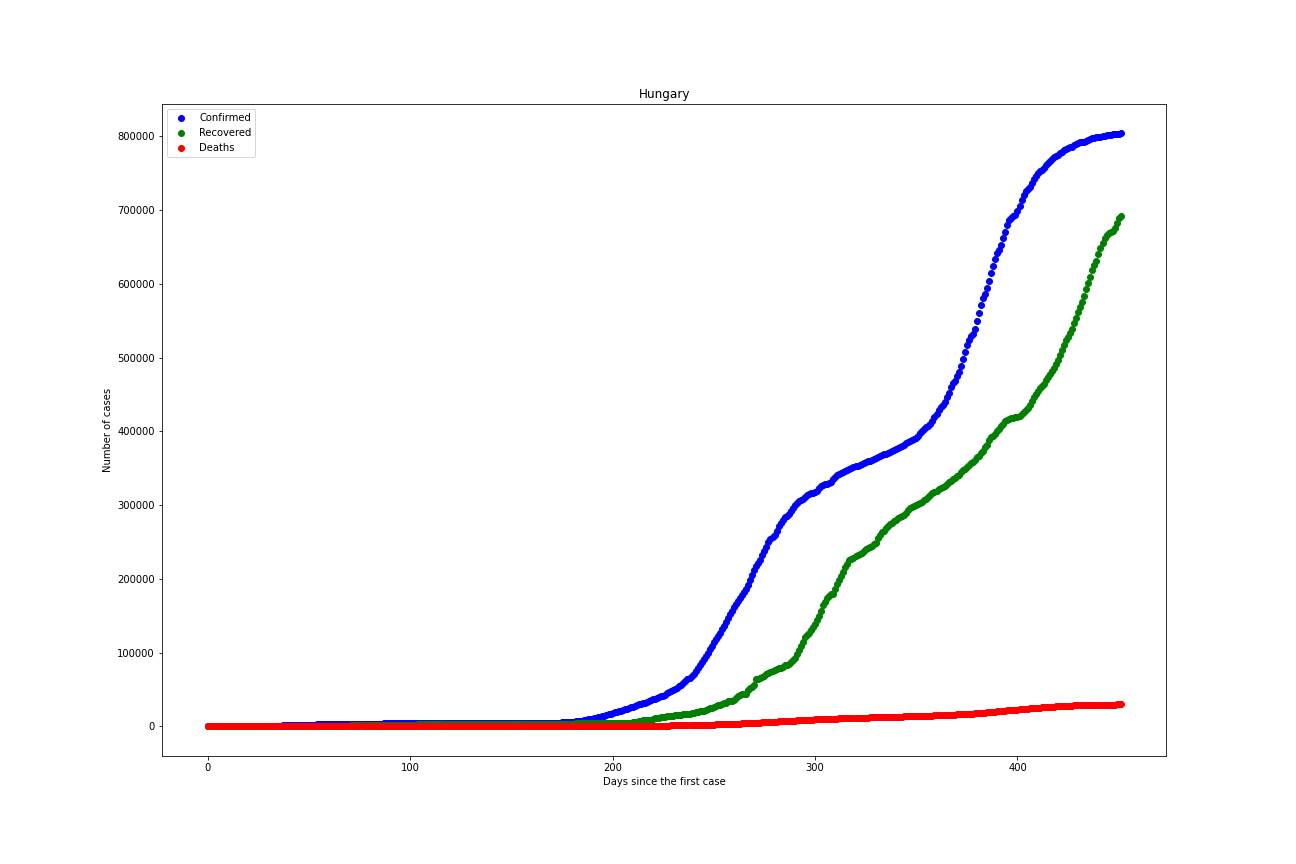 Hungary
Confirmed
Recovered
Deaths
800000
700000
600000
500000
400000
300000
200000
100000
0
Number of cases
0 100 200 300 400
Days since the first case